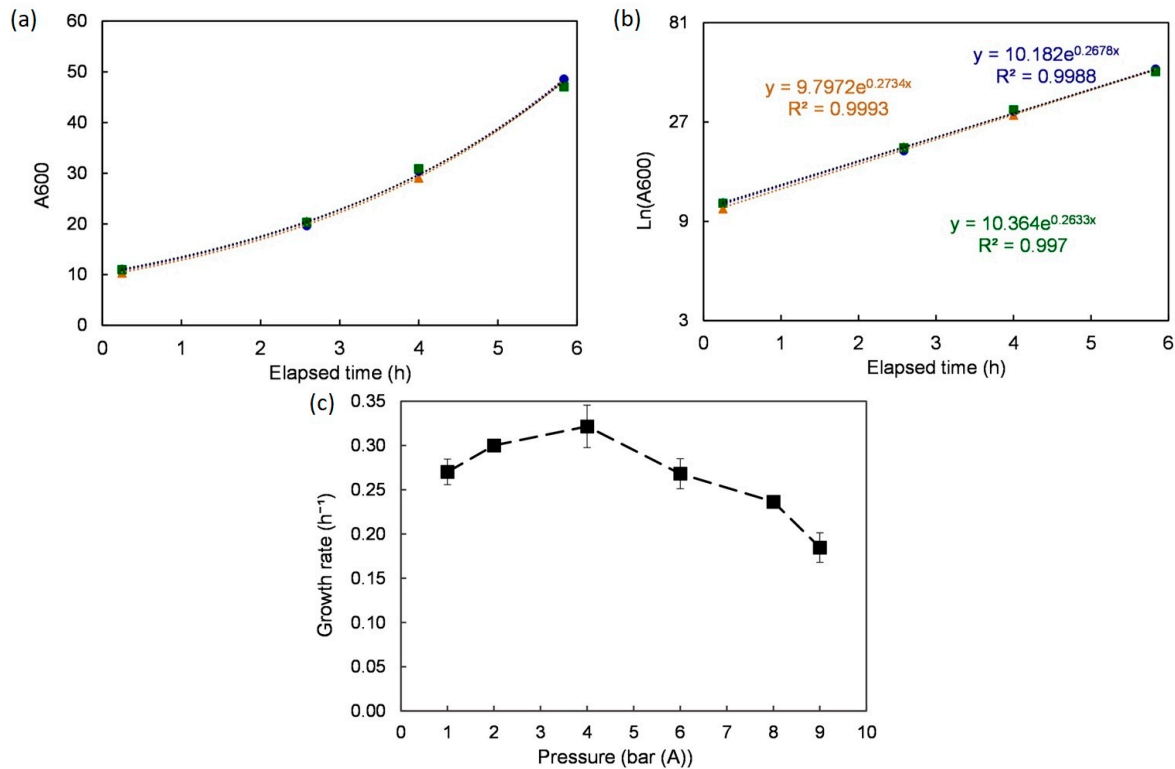 (a)
60
50
40
30
20
10
0
A600
0 1 2 3 4 5 6
Elapsed time (h)
(b)
81
27
9
3
Ln(A600)
y = 10.182e^0.2678x
R² = 0.9988
y = 9.7972e^0.2734x
R² = 0.9993
y = 10.364e^0.2633x
R² = 0.997
0 1 2 3 4 5 6
Elapsed time (h)
(c)
0.35
0.30
0.25
0.20
0.15
0.10
0.05
0.00
Growth rate (h⁻¹)
0 1 2 3 4 5 6 7 8 9 10
Pressure (bar (A))